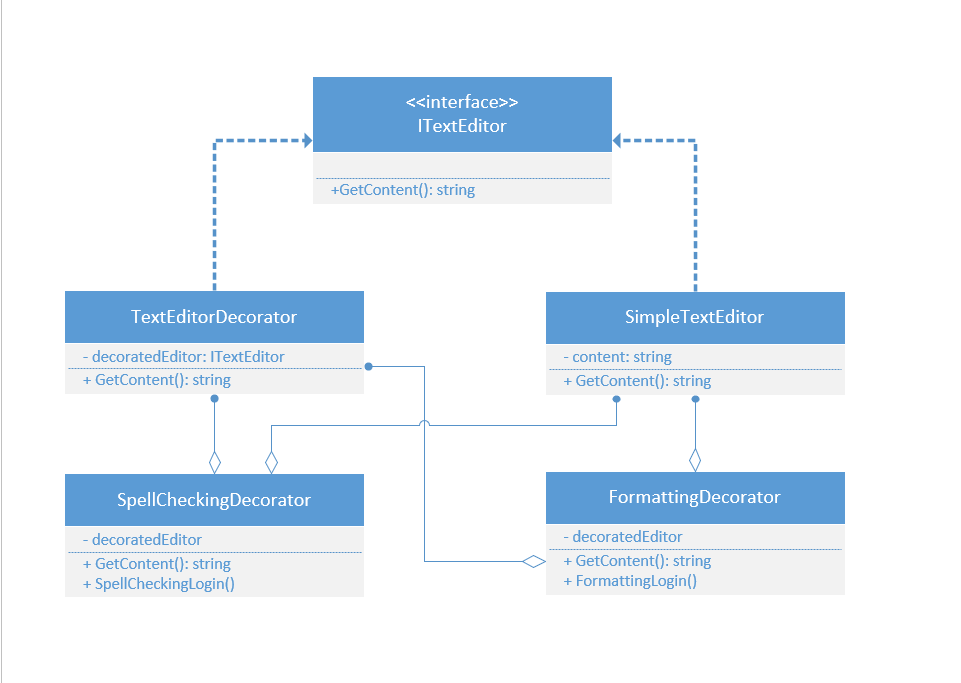 <<interface>>
ITextEditor
+GetContent(): string
TextEditorDecorator
- decoratedEditor: ITextEditor
+ GetContent(): string
SimpleTextEditor
- content: string
+ GetContent(): string
SpellCheckingDecorator
- decoratedEditor
+ GetContent(): string
+ SpellCheckingLogin()
FormattingDecorator
- decoratedEditor
+ GetContent(): string
+ FormattingLogin()